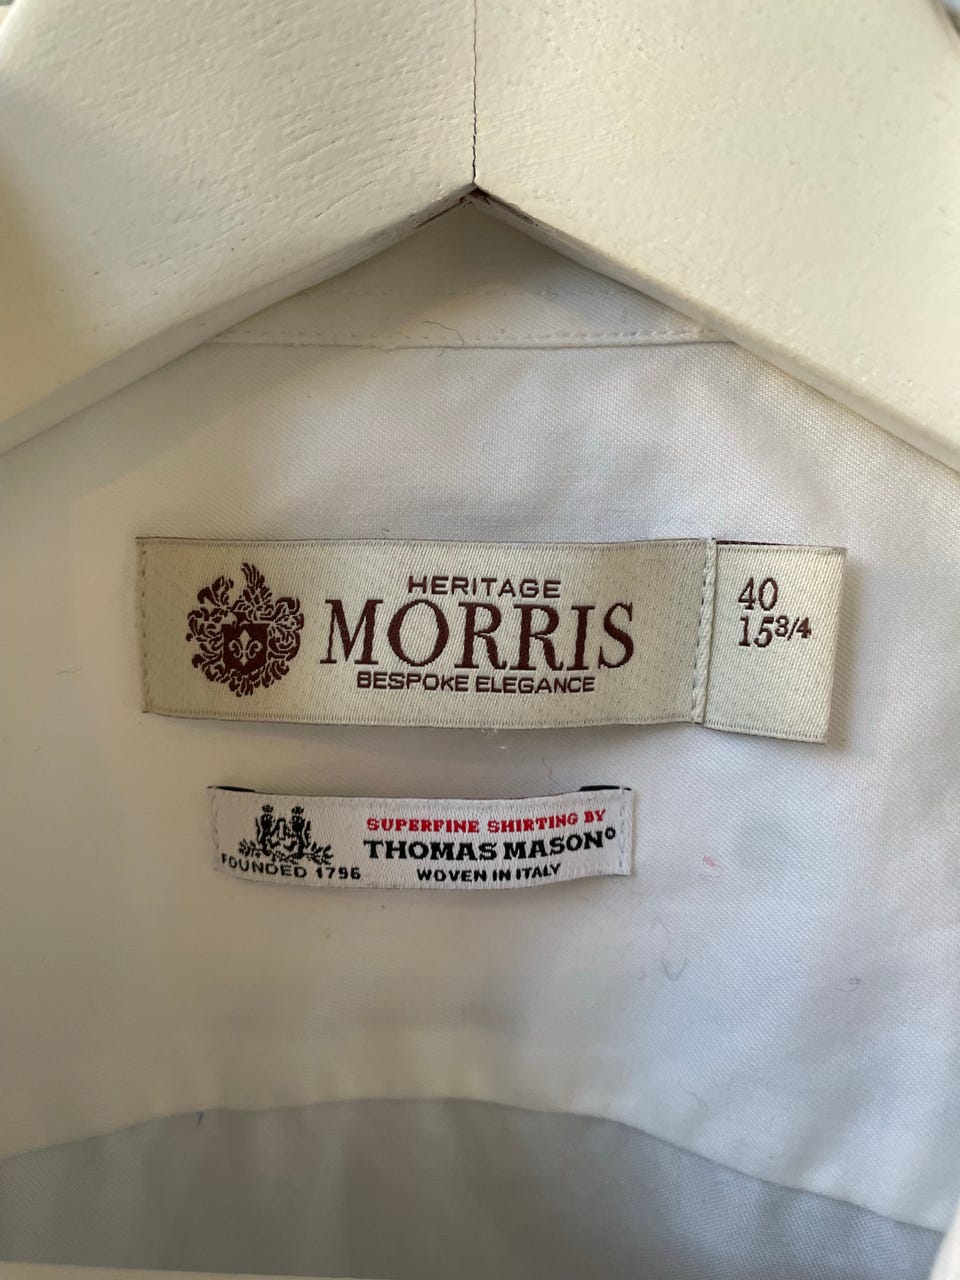 HERITAGE
MORRIS
BESPOKE ELEGANCE
40
15 3/4
SUPERFINE SHIRTING BY
THOMAS MASON®
WOVEN IN ITALY
FOUNDED 1796